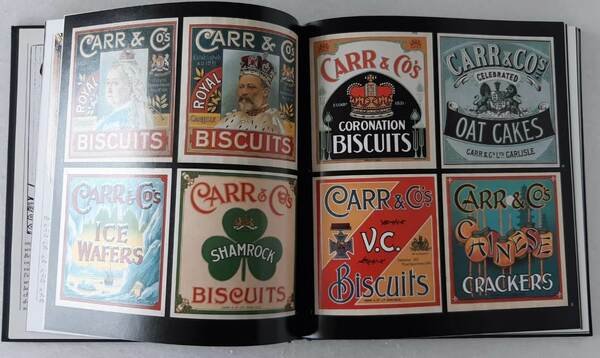 CARR & CO'S
ROYAL
BISCUITS
CARR & CO'S
ROYAL
CARLISLE
BISCUITS
CARR & CO'S
CORONATION
BISCUITS
CARR & CO'S
CELEBRATED
OAT CAKES
CARR & CO LTD CARLISLE
CARR & CO'S
ICE
WAFERS
CARR & CO'S
SHAMROCK
BISCUITS
CARR & CO'S
V.C.
Biscuits
CARR & CO'S
CHINESE
CRACKERS